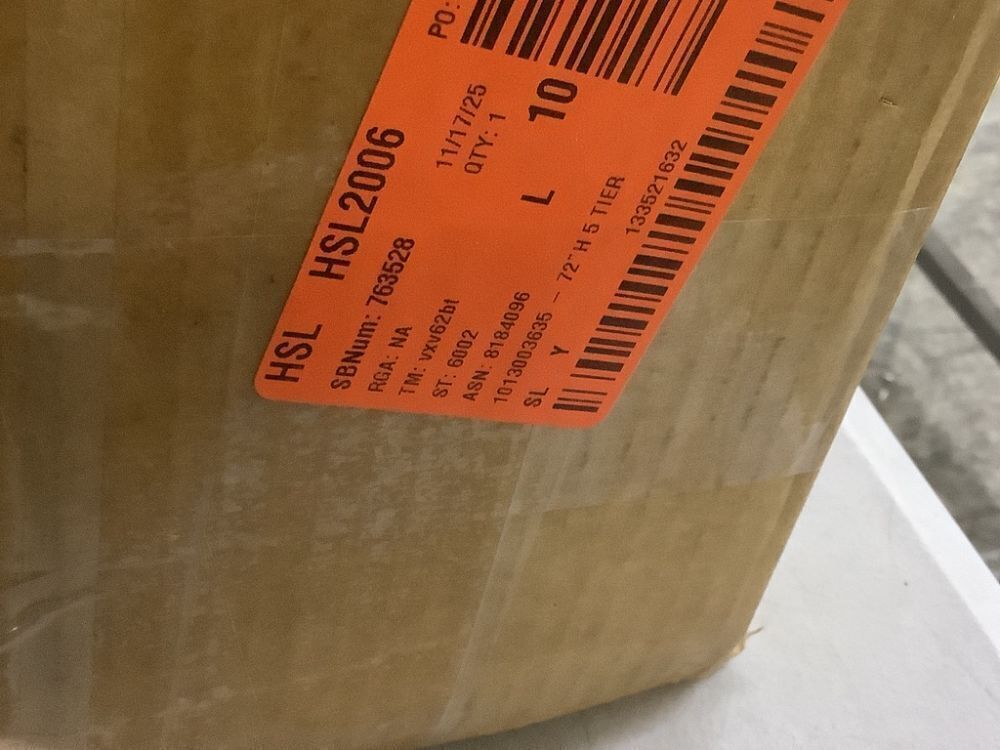 HSL HSL2006
SBNum: 763528
PO:
RGA: NA
11/17/25
TM: vxv62bt
QTY: 1
ST: 6002
ASN: 8184096
L 10
1013003635 - 72"H 5 TIER
SL Y
133521632